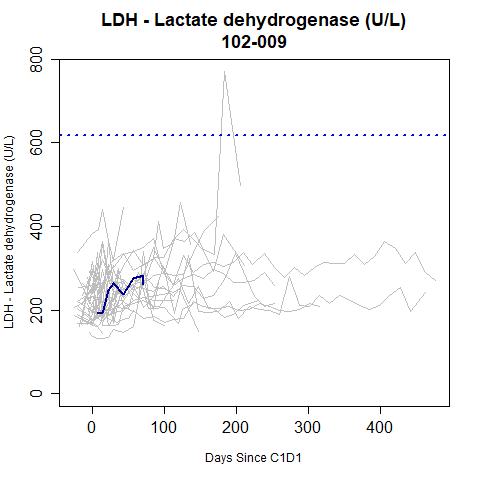 LDH - Lactate dehydrogenase (U/L)
102-009
LDH - Lactate dehydrogenase (U/L)
800
600
400
200
0
0 100 200 300 400
Days Since C1D1